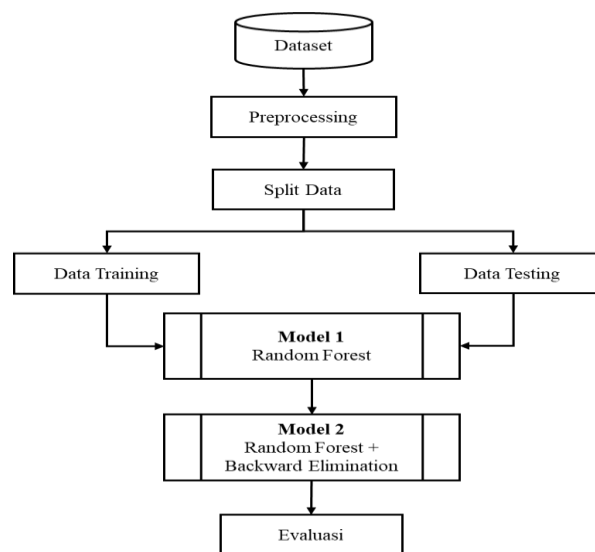 Dataset
Preprocessing
Split Data
Data Training
Data Testing
Model 1
Random Forest
Model 2
Random Forest +
Backward Elimination
Evaluasi